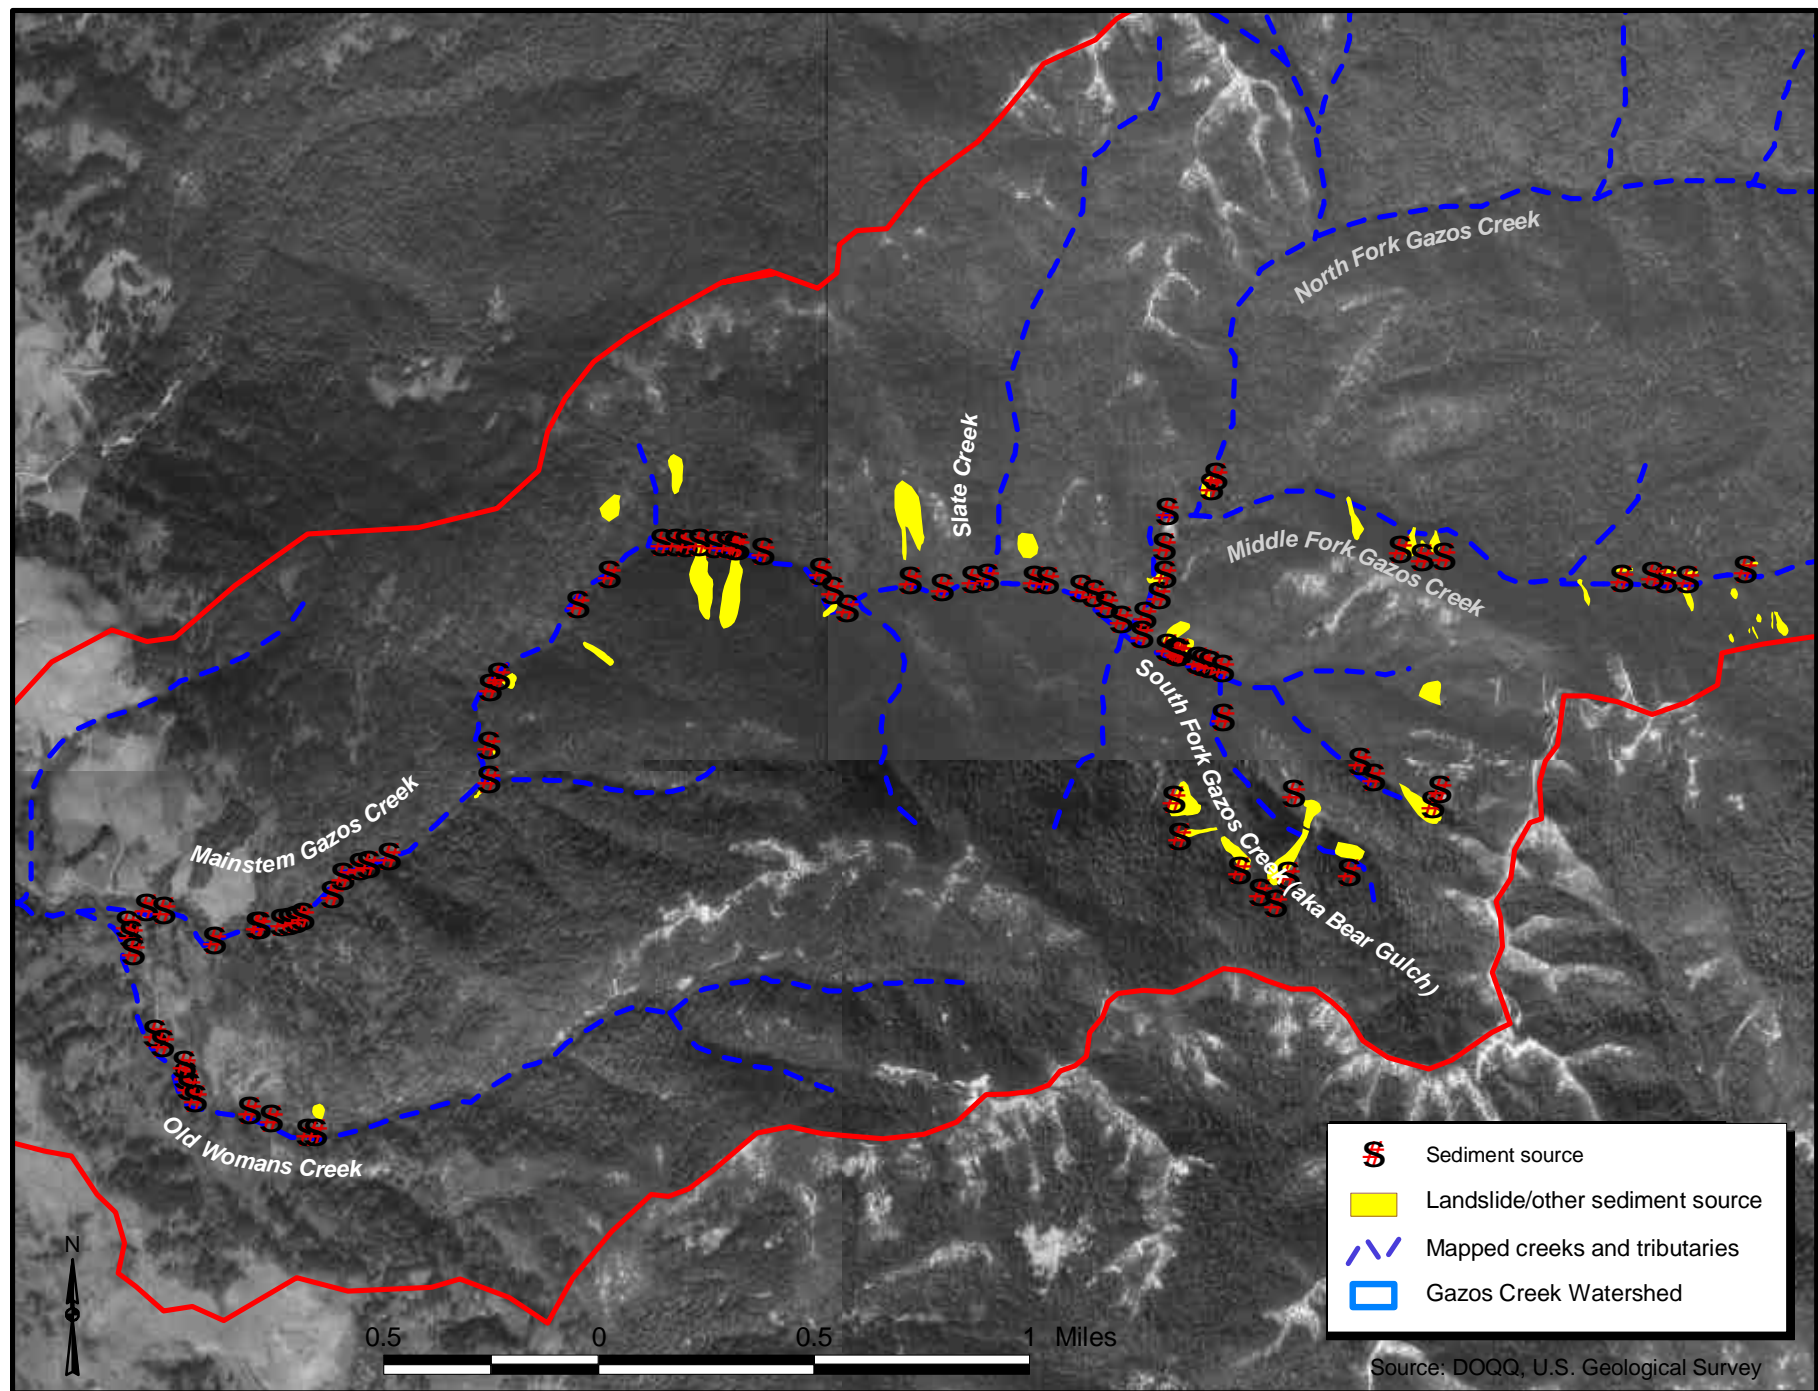 North Fork Gazos Creek
Slate Creek
Middle Fork Gazos Creek
South Fork Gazos Creek (aka Bear Gulch)
Mainstem Gazos Creek
Old Womans Creek
Sediment source
Landslide/other sediment source
Mapped creeks and tributaries
Gazos Creek Watershed
N
0.5 0 0.5 1 Miles
Source: DOQQ, U.S. Geological Survey